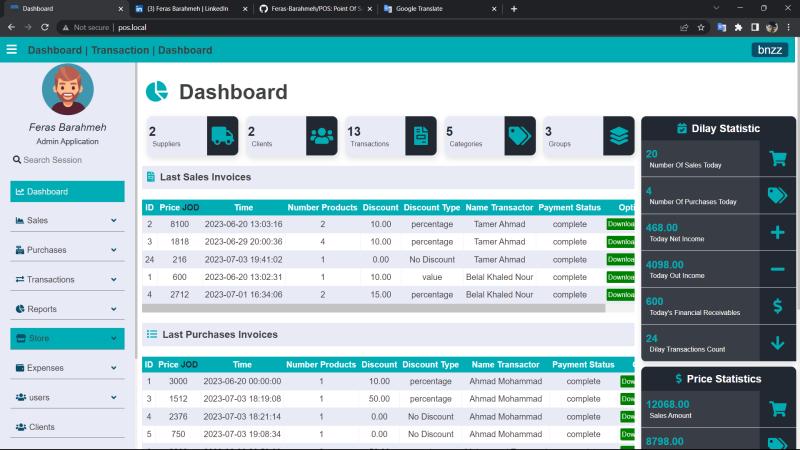 Dashboard
(3) Feras Barahmeh | LinkedIn
Feras-Barahmeh/POS: Point Of S
Google Translate
Not secure | pos.local
Dashboard | Transaction | Dashboard
bnzz
Feras Barahmeh
Admin Application
Search Session
Dashboard
Sales
Purchases
Transactions
Reports
Store
Expenses
users
Clients
Dashboard
2
Suppliers
2
Clients
13
Transactions
5
Categories
3
Groups
Last Sales Invoices
ID Price JOD Time Number Products Discount Discount Type Name Transactor Payment Status Opti
2 8100 2023-06-20 13:03:16 2 10.00 percentage Tamer Ahmad complete Downloa
3 1818 2023-06-29 20:00:36 4 10.00 percentage Tamer Ahmad complete Downloa
24 216 2023-07-03 19:41:02 1 0.00 No Discount Tamer Ahmad complete Downloa
1 600 2023-06-20 13:02:31 1 10.00 value Belal Khaled Nour complete Downloa
4 2712 2023-07-01 16:34:06 2 15.00 percentage Belal Khaled Nour complete Downloa
Last Purchases Invoices
ID Price JOD Time Number Products Discount Discount Type Name Transactor Payment Status
1 3000 2023-06-20 00:00:00 1 10.00 percentage Ahmad Mohammad complete Dow
3 1512 2023-07-03 18:19:08 1 50.00 percentage Ahmad Mohammad complete Dow
4 2376 2023-07-03 18:21:14 1 0.00 No Discount Ahmad Mohammad complete Dow
5 750 2023-07-03 19:08:34 1 0.00 No Discount Ahmad Mohammad complete Dow
Dilay Statistic
20
Number Of Sales Today
4
Number Of Purchases Today
468.00
Today Net Income
4098.00
Today Out Income
600
Today's Financial Receivables
24
Dilay Transactions Count
Price Statistics
12068.00
Sales Amount
8798.00